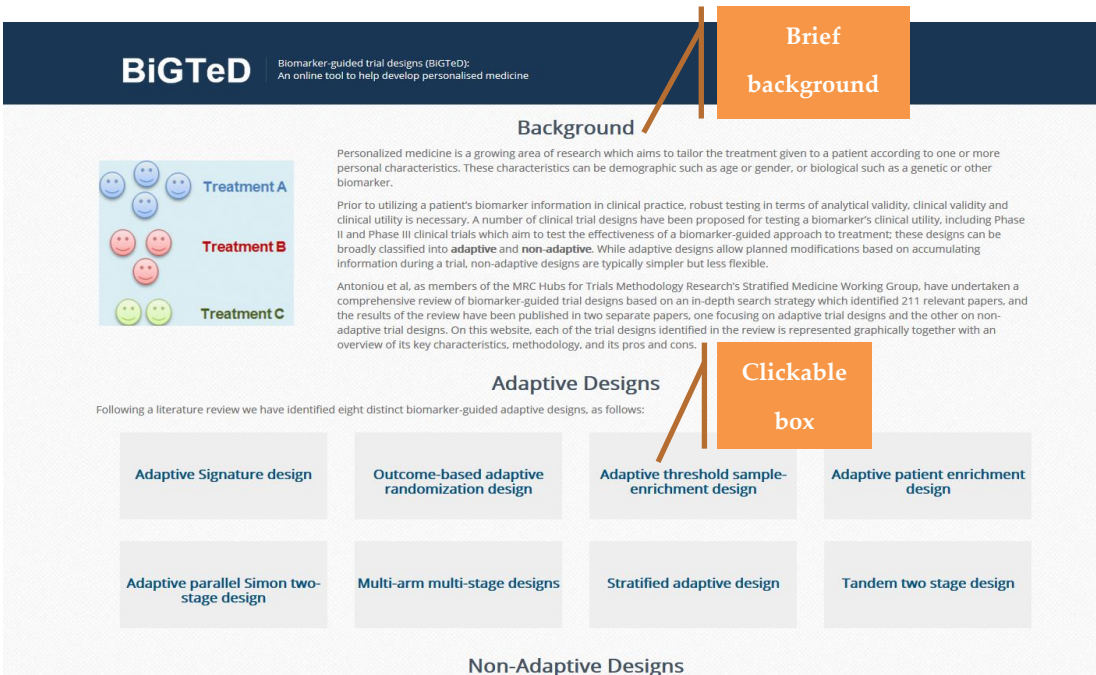 Brief
background
BiGTeD
Biomarker-guided trial designs (BiGTeD):
An online tool to help develop personalised medicine
Background
Treatment A
Treatment B
Treatment C
Personalized medicine is a growing area of research which aims to tailor the treatment given to a patient according to one or more
personal characteristics. These characteristics can be demographic such as age or gender, or biological such as a genetic or other
biomarker.
Prior to utilizing a patient's biomarker information in clinical practice, robust testing in terms of analytical validity, clinical validity and
clinical utility is necessary. A number of clinical trial designs have been proposed for testing a biomarker's clinical utility, including Phase
II and Phase III clinical trials which aim to test the effectiveness of a biomarker-guided approach to treatment; these designs can be
broadly classified into adaptive and non-adaptive. While adaptive designs allow planned modifications based on accumulating
information during a trial, non-adaptive designs are typically simpler but less flexible.
Antoniou et al, as members of the MRC Hubs for Trials Methodology Research's Stratified Medicine Working Group, have undertaken a
comprehensive review of biomarker-guided trial designs based on an in-depth search strategy which identified 211 relevant papers, and
the results of the review have been published in two separate papers, one focusing on adaptive trial designs and the other on non-
adaptive trial designs. On this website, each of the trial designs identified in the review is represented graphically together with an
overview of its key characteristics, methodology, and its pros and cons.
Clickable
box
Adaptive Designs
Following a literature review we have identified eight distinct biomarker-guided adaptive designs, as follows:
Adaptive Signature design
Outcome-based adaptive
randomization design
Adaptive threshold sample-
enrichment design
Adaptive patient enrichment
design
Adaptive parallel Simon two-
stage design
Multi-arm multi-stage designs
Stratified adaptive design
Tandem two stage design
Non-Adaptive Designs